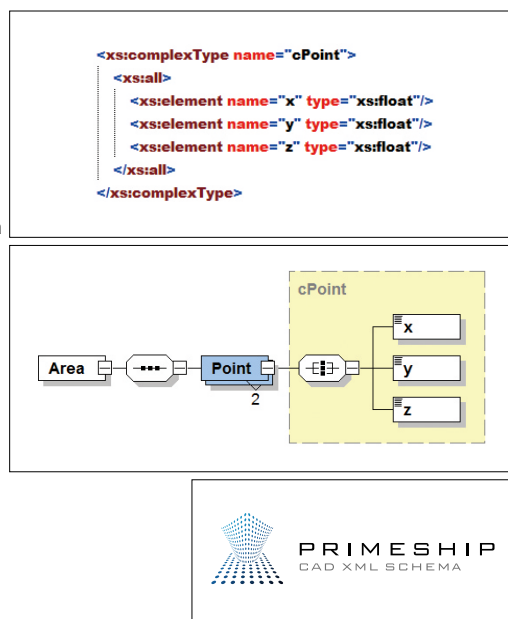 <xs:complexType name="cPoint">
<xs:all>
<xs:element name="x" type="xs:float"/>
<xs:element name="y" type="xs:float"/>
<xs:element name="z" type="xs:float"/>
</xs:all>
</xs:complexType>
cPoint
x
Area
Point
y
2
z
PRIMESHIP
CAD XML SCHEMA